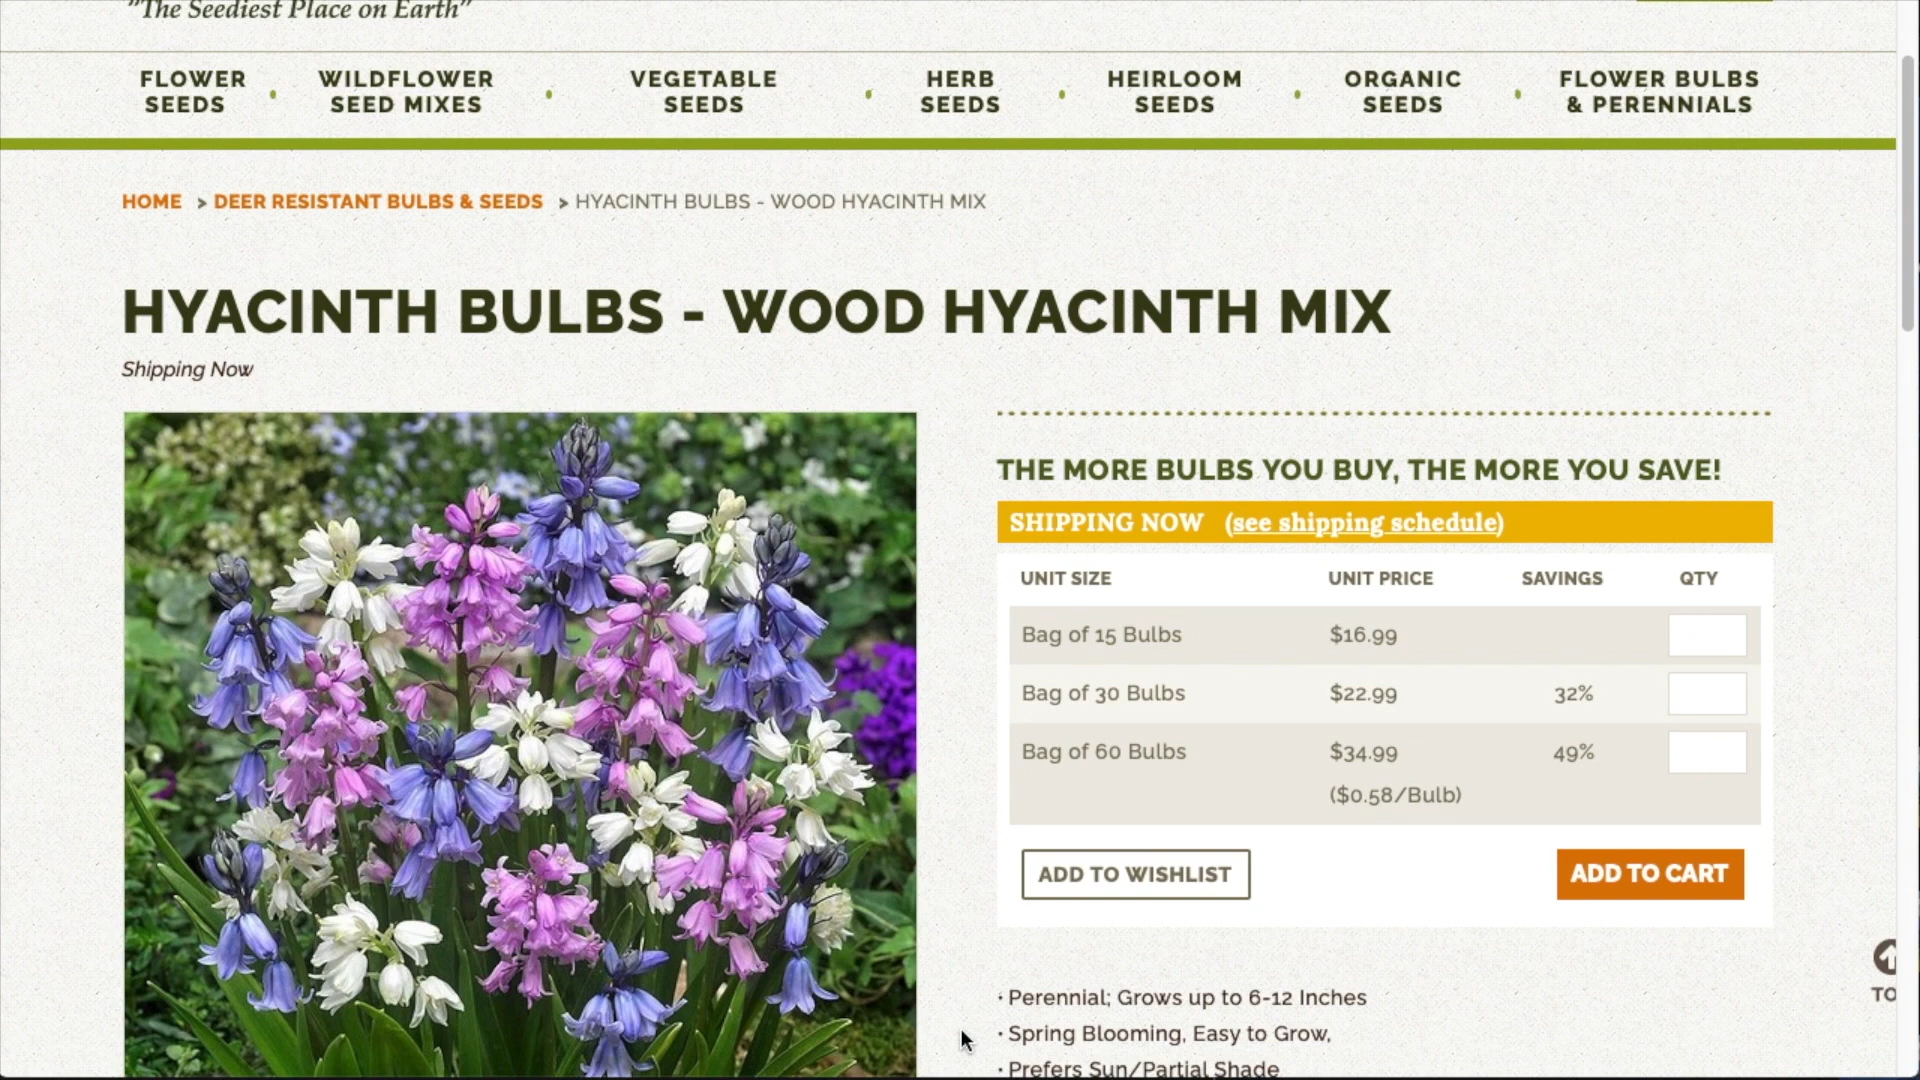 "The Seediest Place on Earth"
FLOWER SEEDS
WILDFLOWER SEED MIXES
VEGETABLE SEEDS
HERB SEEDS
HEIRLOOM SEEDS
ORGANIC SEEDS
FLOWER BULBS & PERENNIALS
HOME > DEER RESISTANT BULBS & SEEDS > HYACINTH BULBS - WOOD HYACINTH MIX
HYACINTH BULBS - WOOD HYACINTH MIX
Shipping Now
THE MORE BULBS YOU BUY, THE MORE YOU SAVE!
SHIPPING NOW (see shipping schedule)
UNIT SIZE UNIT PRICE SAVINGS QTY
Bag of 15 Bulbs $16.99
Bag of 30 Bulbs $22.99 32%
Bag of 60 Bulbs $34.99 49%
($0.58/Bulb)
ADD TO WISHLIST ADD TO CART
· Perennial; Grows up to 6-12 Inches
· Spring Blooming, Easy to Grow,
· Prefers Sun/Partial Shade